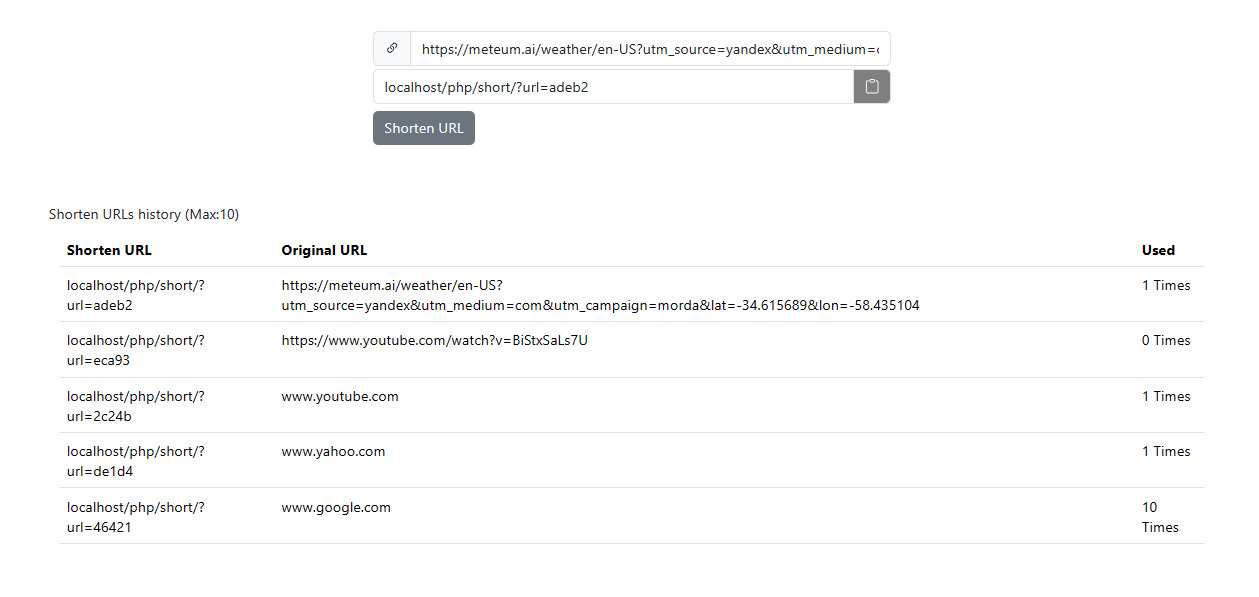 https://meteum.ai/weather/en-US?utm_source=yandex&utm_medium=c
localhost/php/short/?url=adeb2
Shorten URL
Shorten URLs history (Max:10)
Shorten URL Original URL Used
localhost/php/short/? https://meteum.ai/weather/en-US? 1 Times
url=adeb2 utm_source=yandex&utm_medium=com&utm_campaign=morda&lat=-34.615689&lon=-58.435104
localhost/php/short/? https://www.youtube.com/watch?v=BiStxSaLs7U 0 Times
url=eca93
localhost/php/short/? www.youtube.com 1 Times
url=2c24b
localhost/php/short/? www.yahoo.com 1 Times
url=de1d4
localhost/php/short/? www.google.com 10
url=46421 Times